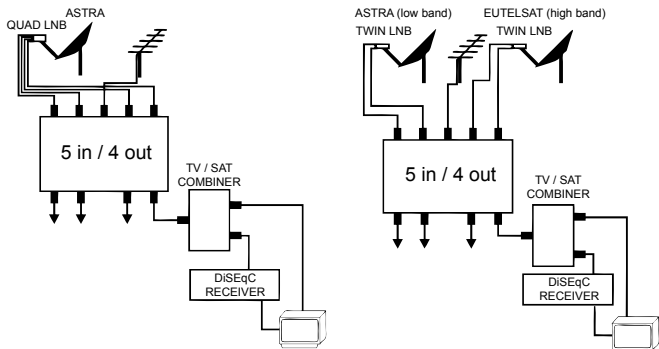 ASTRA
QUAD LNB
5 in / 4 out
TV / SAT
COMBINER
DiSEqC
RECEIVER
ASTRA (low band)
TWIN LNB
EUTELSAT (high band)
TWIN LNB
5 in / 4 out
TV / SAT
COMBINER
DiSEqC
RECEIVER